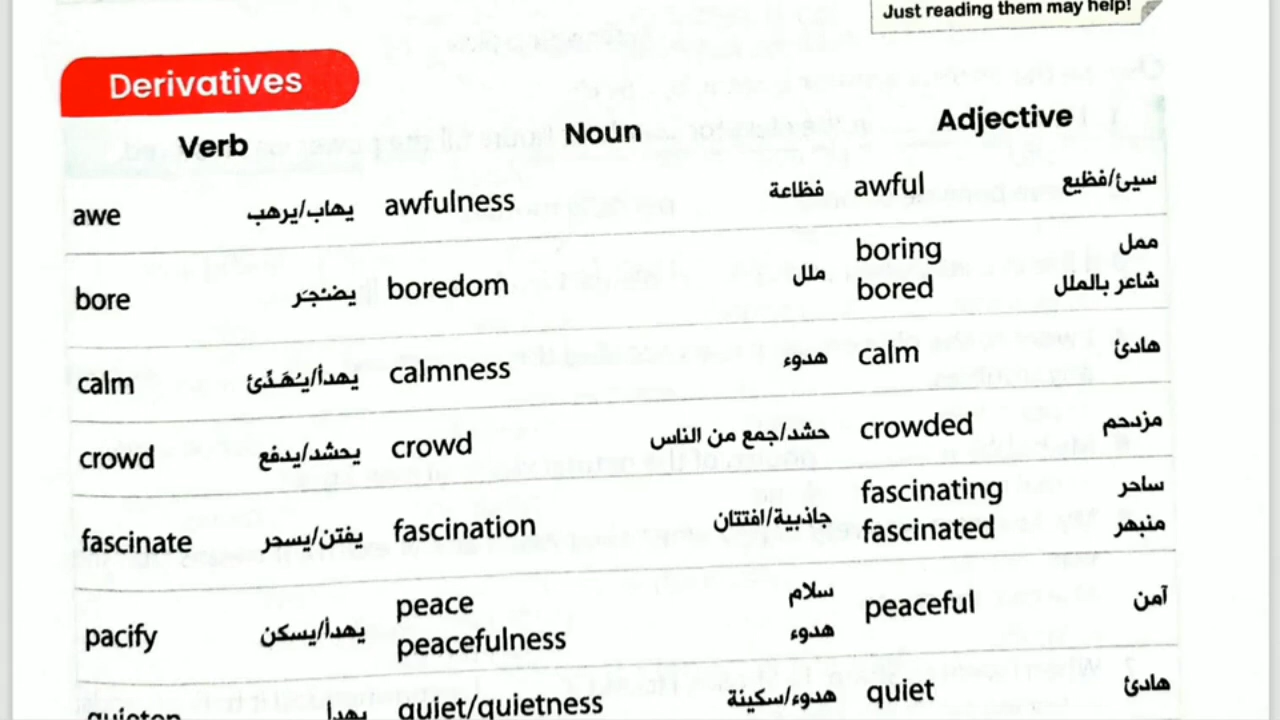 Just reading them may help!
Derivatives
Verb Noun Adjective
awe يهاب/يرهب awfulness فظاعة awful سيئ/فظيع
bore يضجر boredom ملل boring ممل
bored شاعر بالملل
calm يهدأ/يُهَدِّئ calmness هدوء calm هادئ
crowd يحشد/يدفع crowd حشد/جمع من الناس crowded مزدحم
fascinate يفتن/يسحر fascination جاذبية/افتتان fascinating ساحر
fascinated منبهر
pacify يهدأ/يسكن peace سلام peaceful آمن
peacefulness هدوء
quieten يهدأ quiet/quietness هدوء/سكينة quiet هادئ